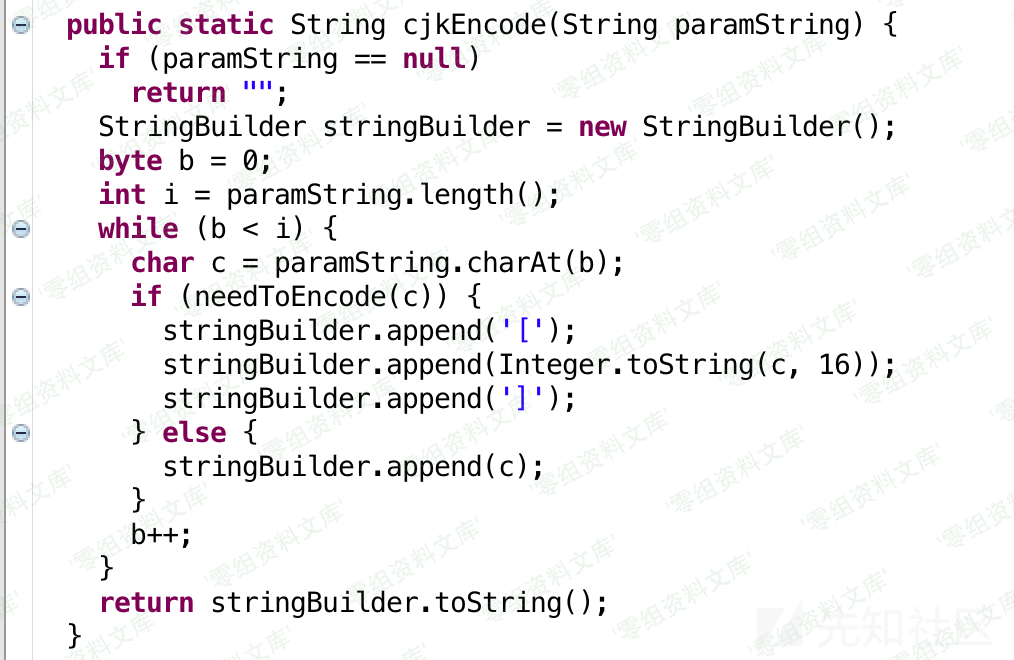 public static String cjkEncode(String paramString) {
if (paramString == null)
return "";
StringBuilder stringBuilder = new StringBuilder();
byte b = 0;
int i = paramString.length();
while (b < i) {
char c = paramString.charAt(b);
if (needToEncode(c)) {
stringBuilder.append('[');
stringBuilder.append(Integer.toString(c, 16));
stringBuilder.append(']');
} else {
stringBuilder.append(c);
}
b++;
}
return stringBuilder.toString();
}
零组资料文库
先知社区